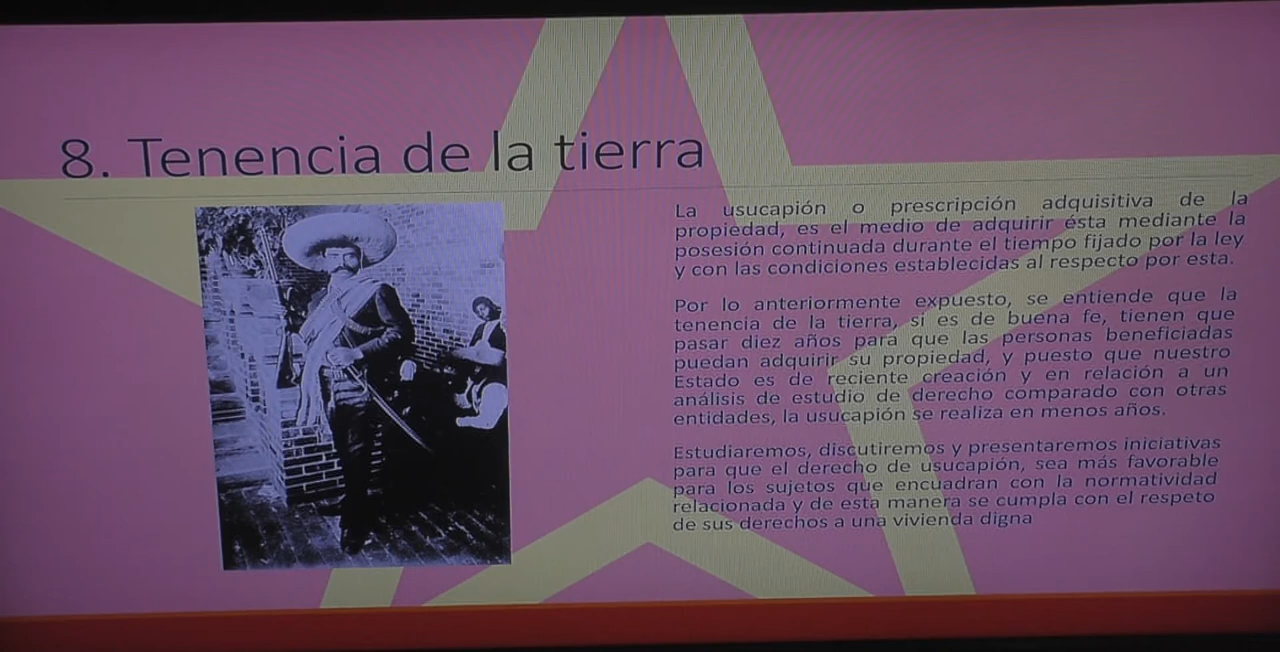 8. Tenencia de la tierra
La usucapión o prescripción adquisitiva de la
propiedad, es el medio de adquirir ésta mediante la
posesión continuada durante el tiempo fijado por la ley
y con las condiciones establecidas al respecto por esta.
Por lo anteriormente expuesto, se entiende que la
tenencia de la tierra, si es de buena fe, tienen que
pasar diez años para que las personas beneficiadas
puedan adquirir su propiedad, y puesto que nuestro
Estado es de reciente creación y en relación a un
análisis de estudio de derecho comparado con otras
entidades, la usucapión se realiza en menos años.
Estudiaremos, discutiremos y presentaremos iniciativas
para que el derecho de usucapión, sea más favorable
para los sujetos que encuadran con la normatividad
relacionada y de esta manera se cumpla con el respeto
de sus derechos a una vivienda digna